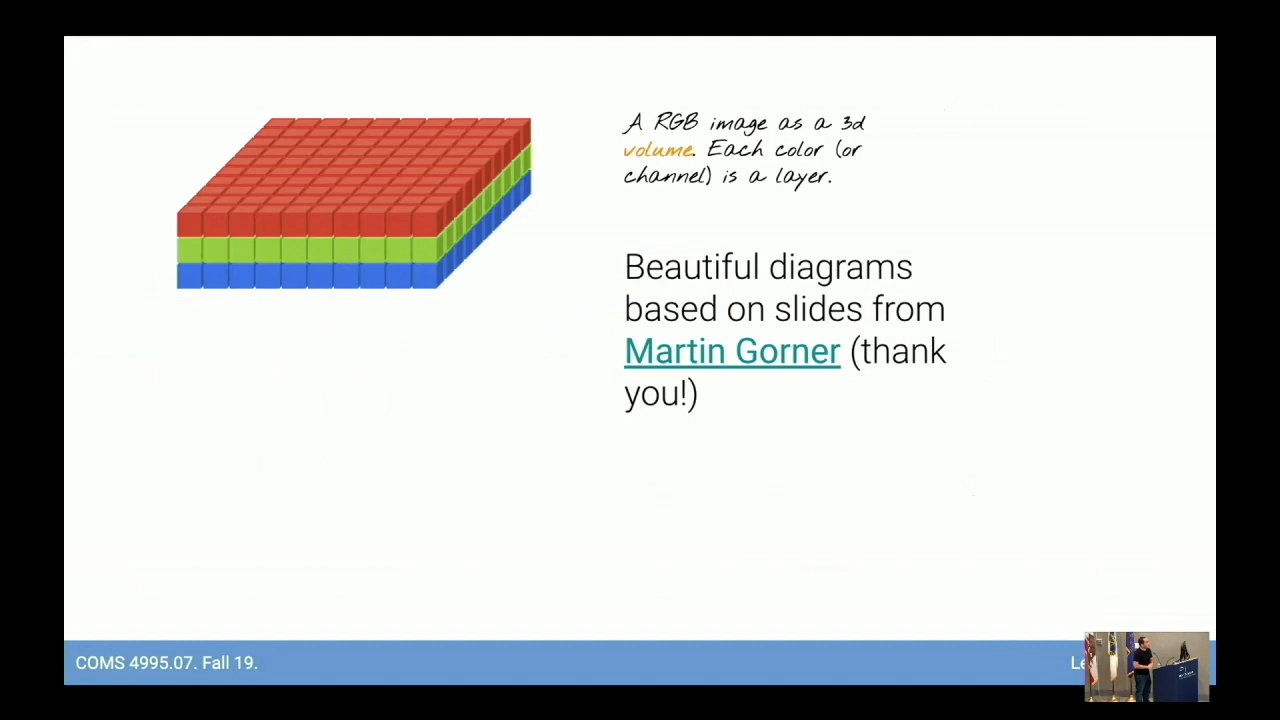 A RGB image as a 3d
volume. Each color (or
channel) is a layer.
Beautiful diagrams
based on slides from
Martin Gorner (thank
you!)
COMS 4995.07. Fall 19.